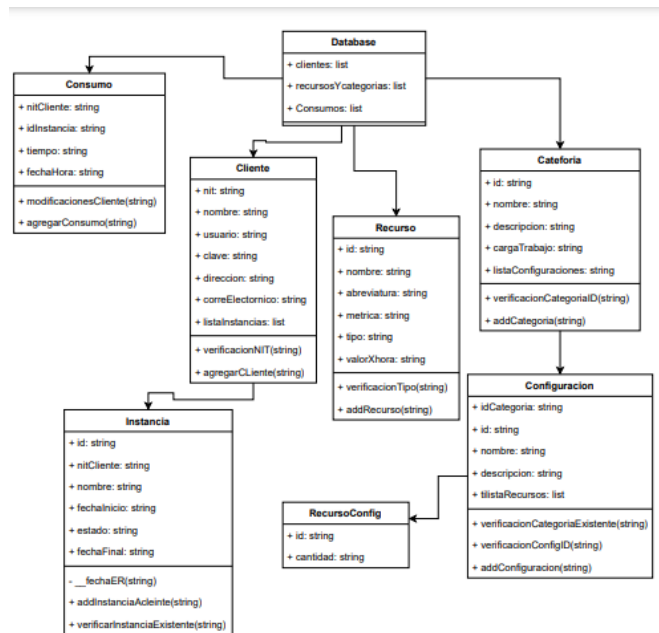 Database
+ clientes: list
+ recursosYcategorias: list
+ Consumos: list
Consumo
+ nitCliente: string
+ idInstancia: string
+ tiempo: string
+ fechaHora: string
+ modificacionesCliente(string)
+ agregarConsumo(string)
Cliente
+ nit: string
+ nombre: string
+ usuario: string
+ clave: string
+ direccion: string
+ correElectornico: string
+ listaInstancias: list
+ verificacionNIT(string)
+ agregarCLiente(string)
Recurso
+ id: string
+ nombre: string
+ abreviatura: string
+ metrica: string
+ tipo: string
+ valorXhora: string
+ verificacionTipo(string)
+ addRecurso(string)
Cateforia
+ id: string
+ nombre: string
+ descripcion: string
+ cargaTrabajo: string
+ listaConfiguraciones: string
+ verificacionCategoriaID(string)
+ addCategoria(string)
Instancia
+ id: string
+ nitCliente: string
+ nombre: string
+ fechaInicio: string
+ estado: string
+ fechaFinal: string
- __fechaER(string)
+ addInstanciaAcleinte(string)
+ verificarInstanciaExistente(string)
RecursoConfig
+ id: string
+ cantidad: string
Configuracion
+ idCategoria: string
+ id: string
+ nombre: string
+ descripcion: string
+ tilistaRecursos: list
+ verificacionCategoriaExistente(string)
+ verificacionConfigID(string)
+ addConfiguracion(string)